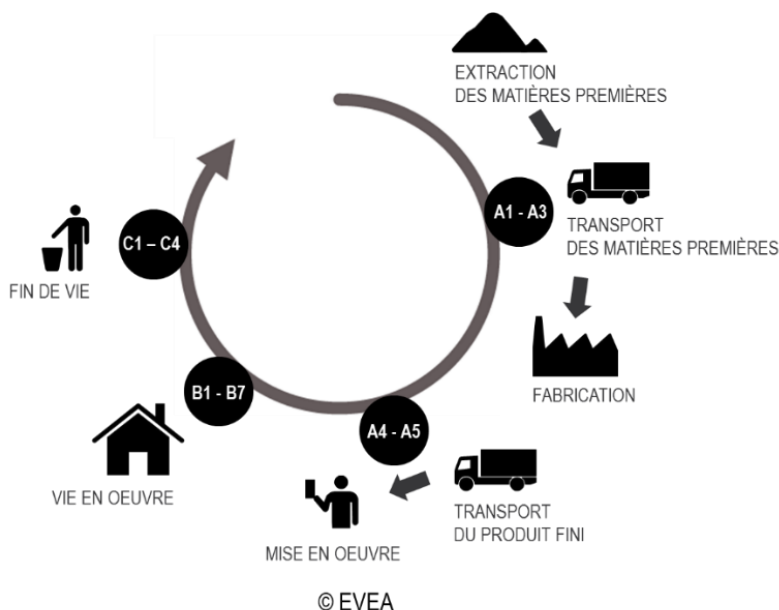 EXTRACTION
DES MATIÈRES PREMIÈRES
A1 - A3
TRANSPORT
DES MATIÈRES PREMIÈRES
FABRICATION
A4 - A5
TRANSPORT
DU PRODUIT FINI
MISE EN OEUVRE
B1 - B7
VIE EN OEUVRE
C1 – C4
FIN DE VIE
© EVEA